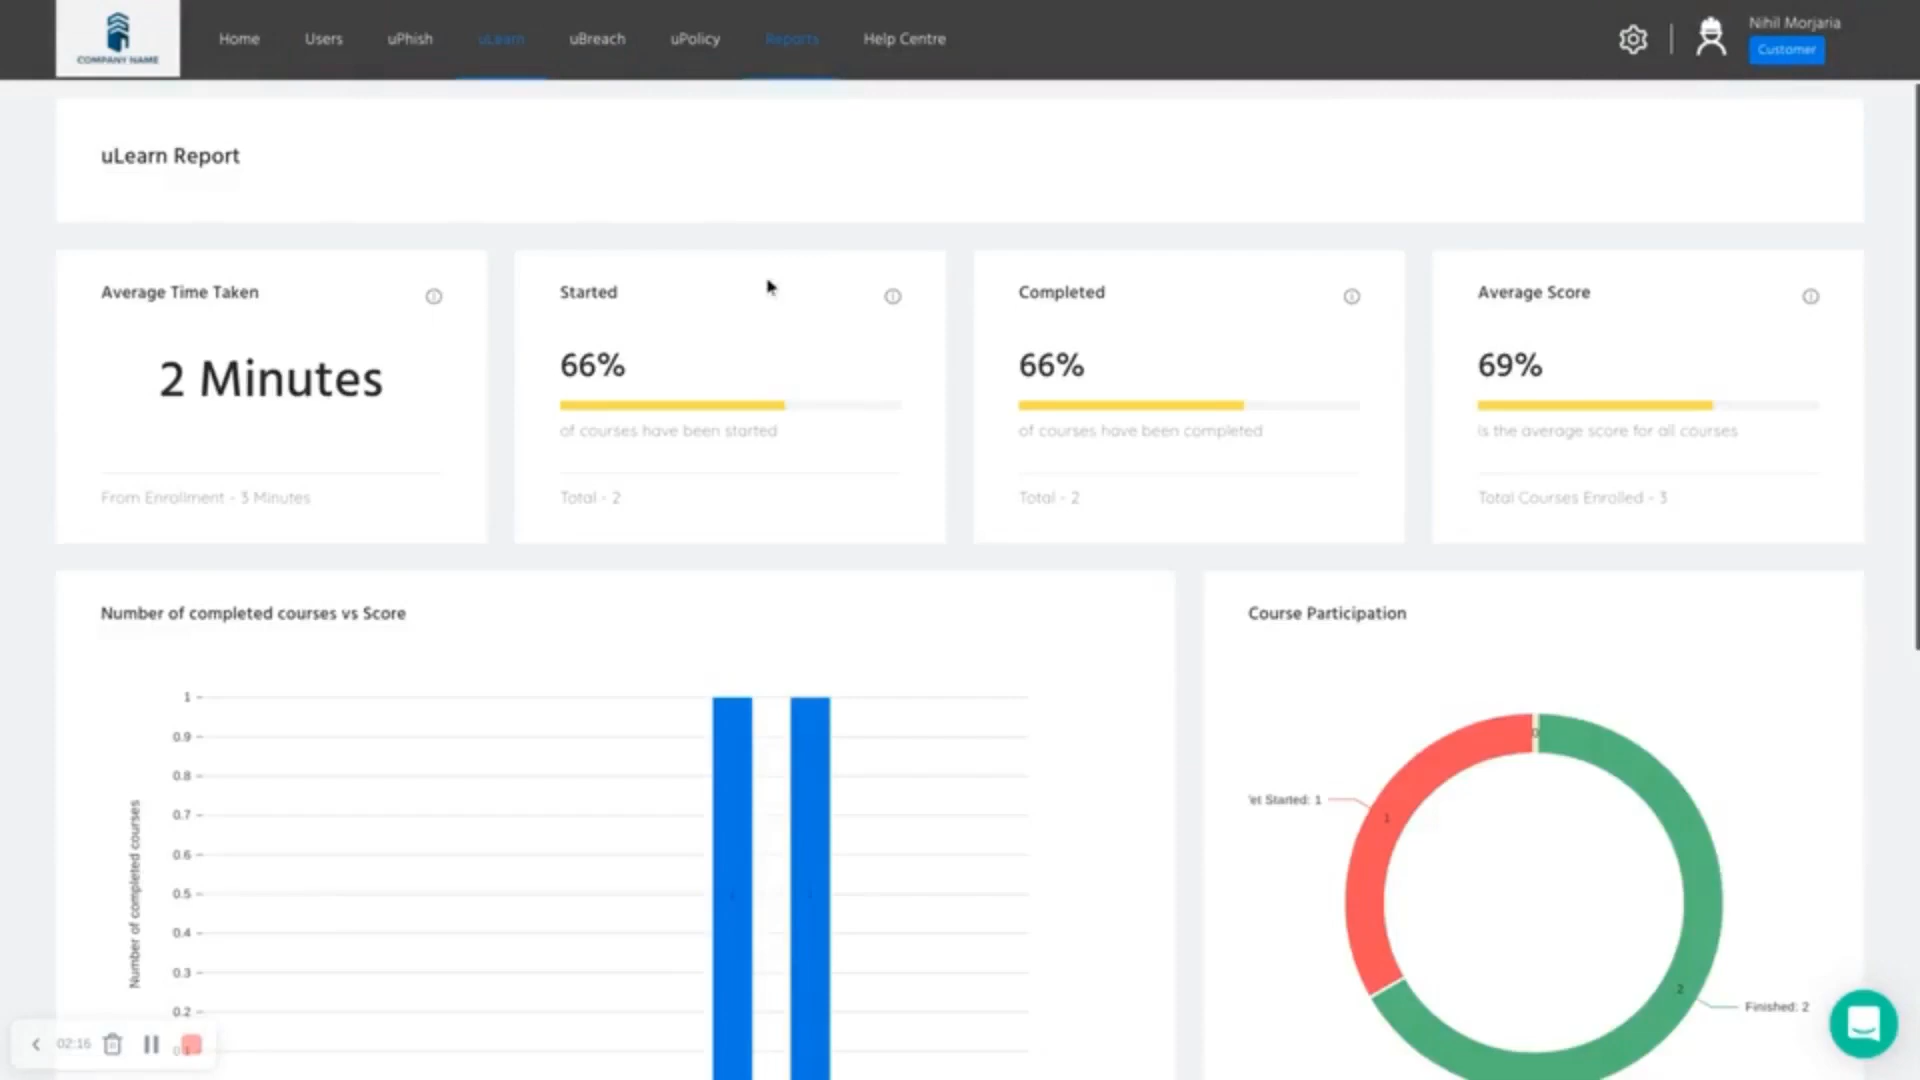 COMPANY NAME
Home
Users
uPhish
uLearn
uBreach
uPolicy
Reports
Help Centre
Nihil Morjaria
Customer
uLearn Report
Average Time Taken
2 Minutes
From Enrollment - 3 Minutes
Started
66%
of courses have been started
Total - 2
Completed
66%
of courses have been completed
Total - 2
Average Score
69%
is the average score for all courses
Total Courses Enrolled - 3
Number of completed courses vs Score
Number of completed courses
1
0.9
0.8
0.7
0.6
0.5
0.4
0.3
0.2
Course Participation
0
'et Started: 1
1
2
Finished: 2
02:16